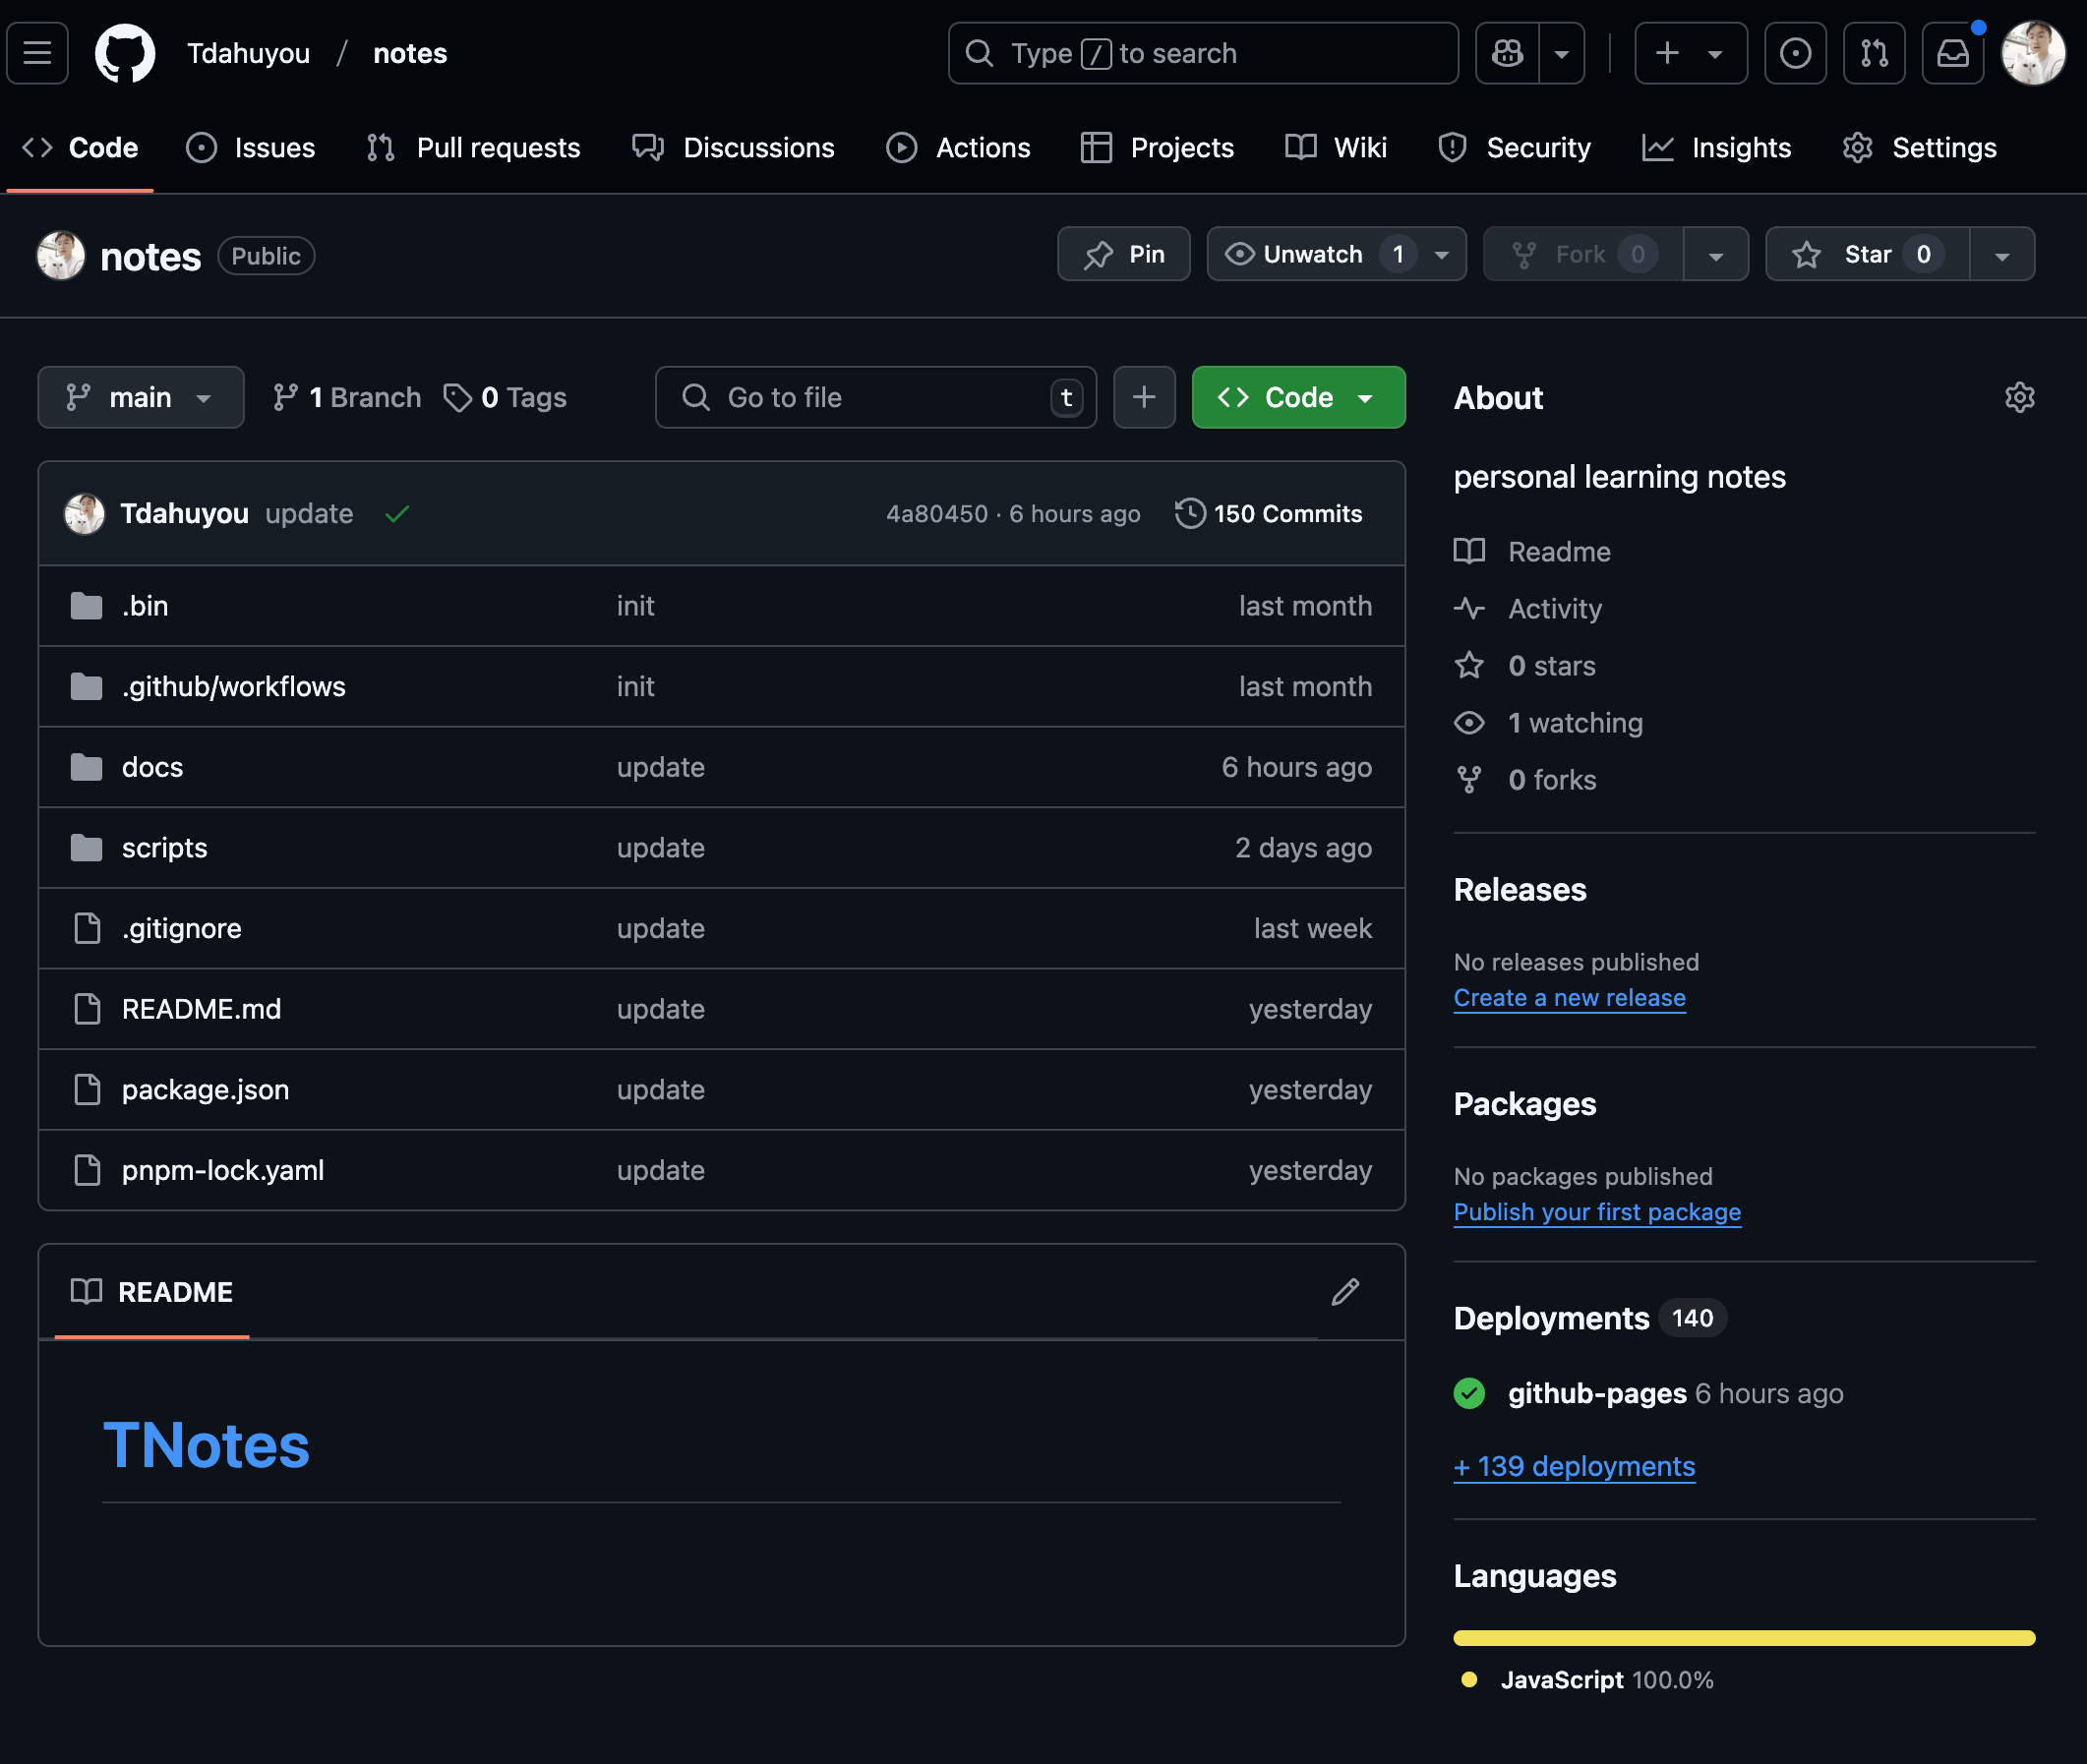 Tdahuyou / notes
Type / to search
Code
Issues
Pull requests
Discussions
Actions
Projects
Wiki
Security
Insights
Settings
notes Public
Pin
Unwatch 1
Fork 0
Star 0
main
1 Branch
0 Tags
Go to file t
Code
Tdahuyou update
4a80450 · 6 hours ago
150 Commits
.bin init last month
.github/workflows init last month
docs update 6 hours ago
scripts update 2 days ago
.gitignore update last week
README.md update yesterday
package.json update yesterday
pnpm-lock.yaml update yesterday
README
TNotes
About
personal learning notes
Readme
Activity
0 stars
1 watching
0 forks
Releases
No releases published
Create a new release
Packages
No packages published
Publish your first package
Deployments 140
github-pages 6 hours ago
+ 139 deployments
Languages
JavaScript 100.0%